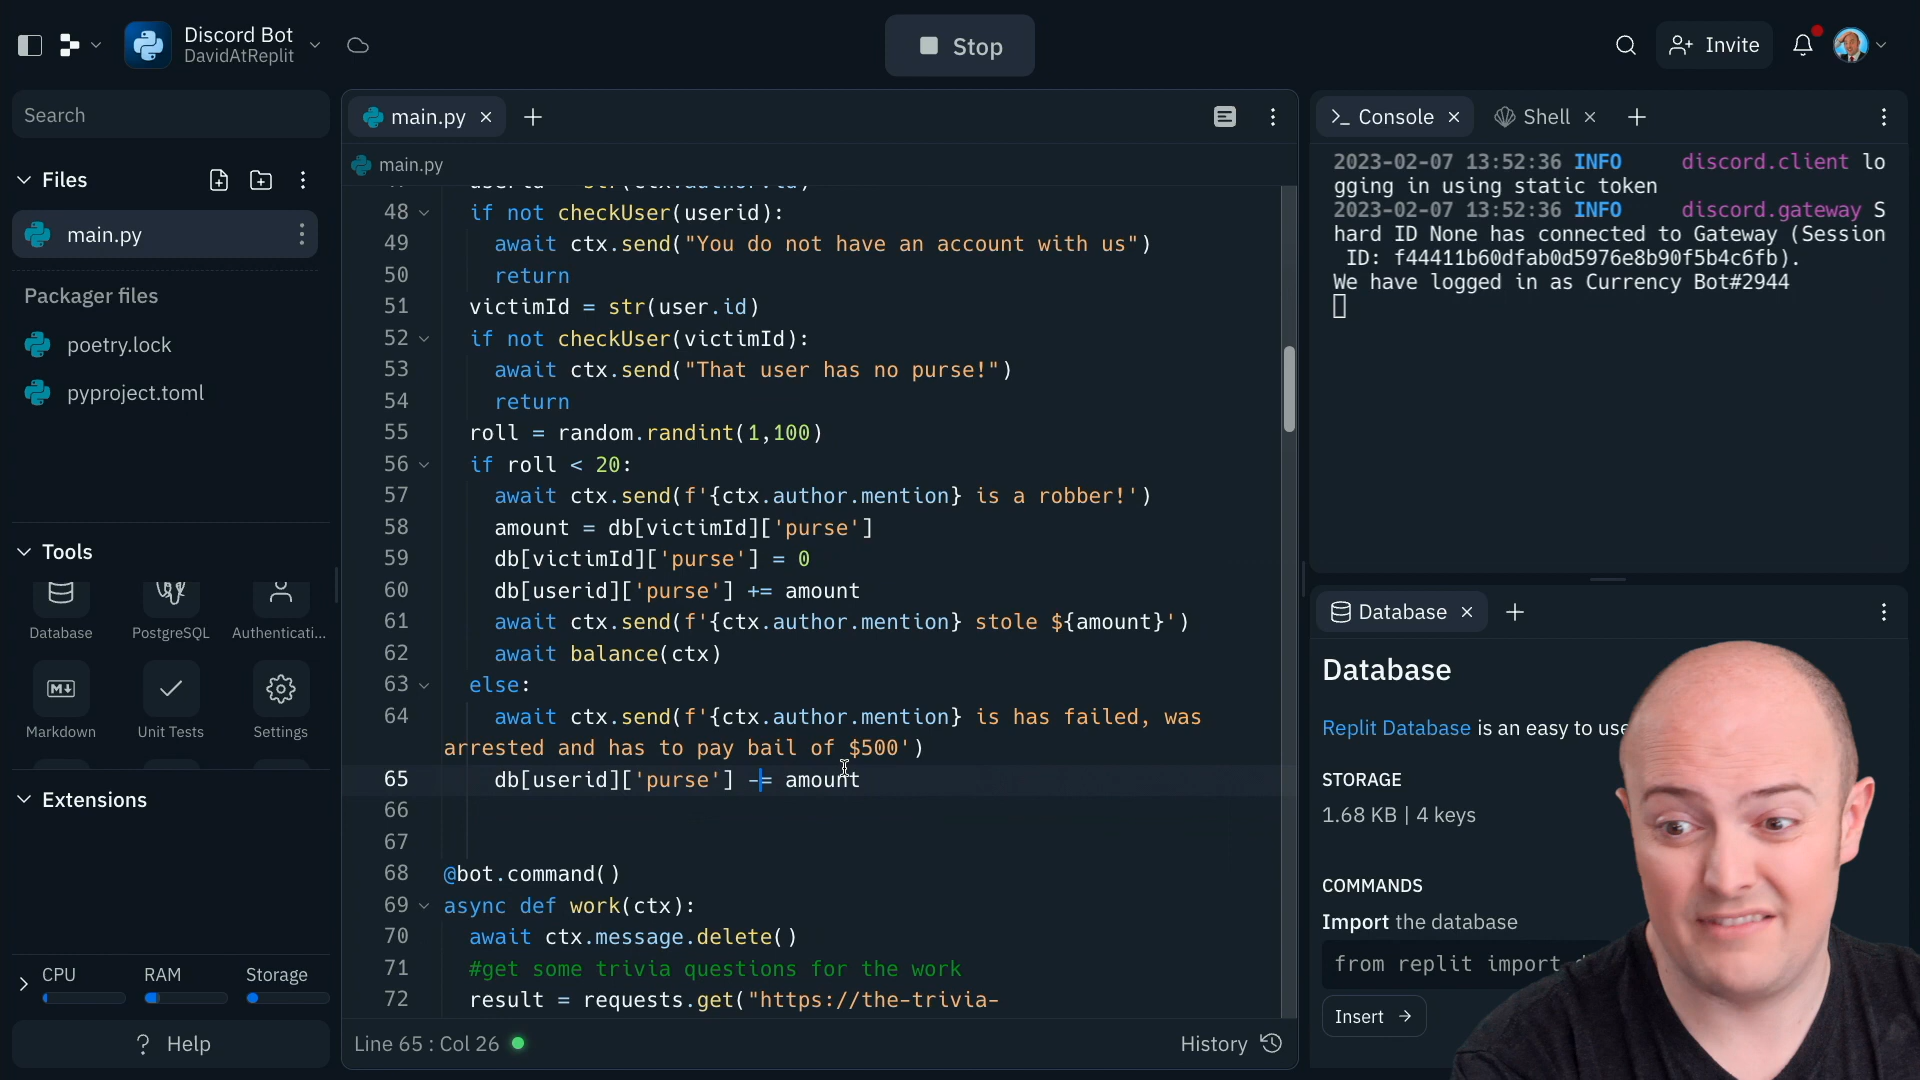 Discord Bot
DavidAtReplit
Stop
Invite
Search
Files
main.py
Packager files
poetry.lock
pyproject.toml
Tools
Database
PostgreSQL
Authenticati...
Markdown
Unit Tests
Settings
Extensions
CPU
RAM
Storage
? Help
main.py
main.py
48 if not checkUser(userid):
49 await ctx.send("You do not have an account with us")
50 return
51 victimId = str(user.id)
52 if not checkUser(victimId):
53 await ctx.send("That user has no purse!")
54 return
55 roll = random.randint(1,100)
56 if roll < 20:
57 await ctx.send(f'{ctx.author.mention} is a robber!')
58 amount = db[victimId]['purse']
59 db[victimId]['purse'] = 0
60 db[userid]['purse'] += amount
61 await ctx.send(f'{ctx.author.mention} stole ${amount}')
62 await balance(ctx)
63 else:
64 await ctx.send(f'{ctx.author.mention} is has failed, was
arrested and has to pay bail of $500')
65 db[userid]['purse'] -= amount
66
67
68 @bot.command()
69 async def work(ctx):
70 await ctx.message.delete()
71 #get some trivia questions for the work
72 result = requests.get("https://the-trivia-
Line 65 : Col 26
History
Console
Shell
2023-02-07 13:52:36 INFO discord.client lo
gging in using static token
2023-02-07 13:52:36 INFO discord.gateway S
hard ID None has connected to Gateway (Session
ID: f44411b60dfab0d5976e8b90f5b4c6fb).
We have logged in as Currency Bot#2944
Database
Database
Replit Database is an easy to use
STORAGE
1.68 KB | 4 keys
COMMANDS
Import the database
from replit import
Insert →